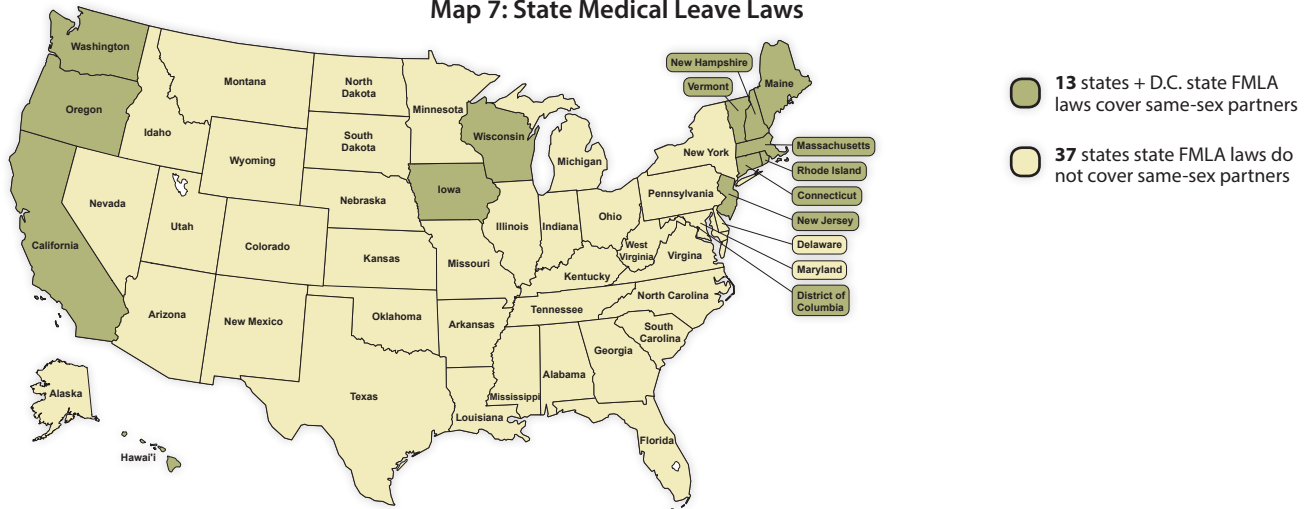 Map 7: State Medical Leave Laws
Washington
Oregon
California
Idaho
Nevada
Montana
Wyoming
Utah
Arizona
Colorado
New Mexico
North
Dakota
South
Dakota
Nebraska
Kansas
Oklahoma
Texas
Minnesota
Iowa
Missouri
Arkansas
Louisiana
Wisconsin
Illinois
Michigan
Indiana
Ohio
Kentucky
Tennessee
Mississippi
Alabama
Georgia
Florida
South
Carolina
North Carolina
Virgina
West
Virginia
Pennsylvania
New York
New Hampshire
Vermont
Maine
Massachusetts
Rhode Island
Connecticut
New Jersey
Delaware
Maryland
District of
Columbia
Alaska
Hawai'i
13 states + D.C. state FMLA
laws cover same-sex partners
37 states state FMLA laws do
not cover same-sex partners